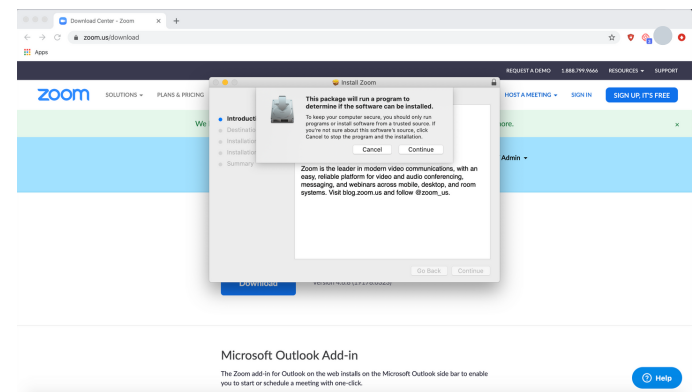 Download Center - Zoom
zoom.us/download
Apps
REQUEST A DEMO 1.888.799.9666 RESOURCES SUPPORT
zoom SOLUTIONS PLANS & PRICING HOST A MEETING SIGN IN SIGN UP, IT'S FREE
We
ore.
Admin
Install Zoom
This package will run a program to
determine if the software can be installed.
To keep your computer secure, you should only run
programs or install software from a trusted source. If
you're not sure about this software's source, click
Cancel to stop the program and the installation.
Cancel Continue
Introducti
Destinatio
Installation
Installatio
Summary
Zoom is the leader in modern video communications, with an
easy, reliable platform for video and audio conferencing,
messaging, and webinars across mobile, desktop, and room
systems. Visit blog.zoom.us and follow @zoom_us.
Go Back Continue
Download
Microsoft Outlook Add-in
The Zoom add-in for Outlook on the web installs on the Microsoft Outlook side bar to enable
you to start or schedule a meeting with one-click.
Help